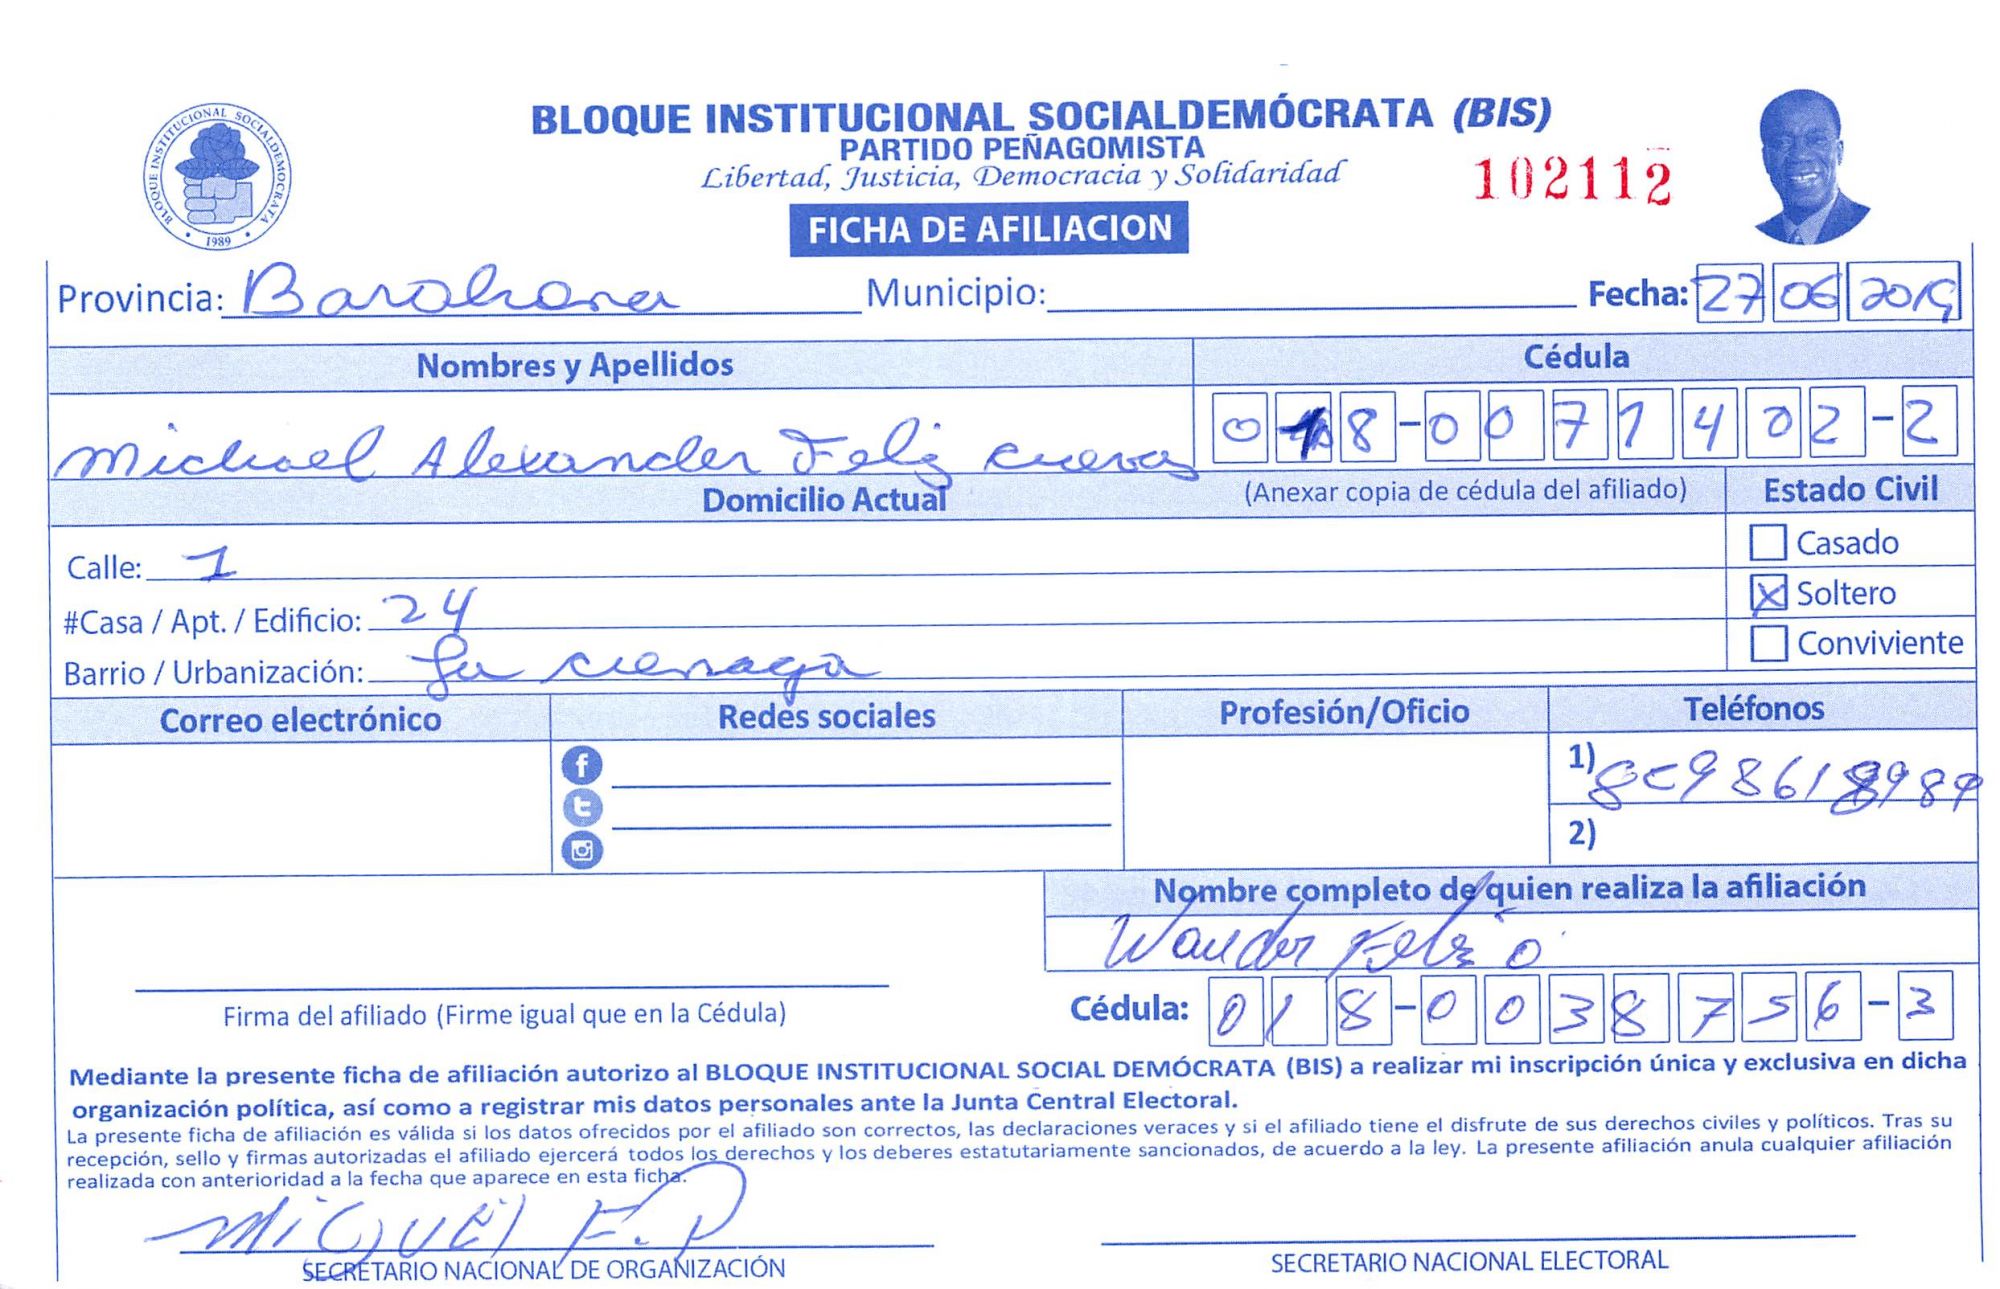 BLOQUE INSTITUCIONAL SOCIALDEMÓCRATA (BIS)
PARTIDO PEÑAGOMISTA
Libertad, Justicia, Democracia y Solidaridad
102112
BLOQUE INSTITUCIONAL SOCIALDEMOCRATA
1989
FICHA DE AFILIACION
Provincia: Barahona Municipio: Fecha: 27 06 2019
Nombres y Apellidos Cédula
Michael Alexander Feliz cuevas 018-0071402-2
Domicilio Actual (Anexar copia de cédula del afiliado) Estado Civil
Calle: 1 Casado
#Casa / Apt. / Edificio: 24 Soltero
Barrio / Urbanización: La cienaga Conviviente
Correo electrónico Redes sociales Profesión/Oficio Teléfonos
1) 809861898
2)
Nombre completo de quien realiza la afiliación
Wander Feliz
Firma del afiliado (Firme igual que en la Cédula) Cédula: 018-0038756-3
Mediante la presente ficha de afiliación autorizo al BLOQUE INSTITUCIONAL SOCIAL DEMÓCRATA (BIS) a realizar mi inscripción única y exclusiva en dicha
organización política, así como a registrar mis datos personales ante la Junta Central Electoral.
La presente ficha de afiliación es válida si los datos ofrecidos por el afiliado son correctos, las declaraciones veraces y si el afiliado tiene el disfrute de sus derechos civiles y políticos. Tras su
recepción, sello y firmas autorizadas el afiliado ejercerá todos los derechos y los deberes estatutariamente sancionados, de acuerdo a la ley. La presente afiliación anula cualquier afiliación
realizada con anterioridad a la fecha que aparece en esta ficha.
MIGUEl F.P
SECRETARIO NACIONAL DE ORGANIZACIÓN SECRETARIO NACIONAL ELECTORAL